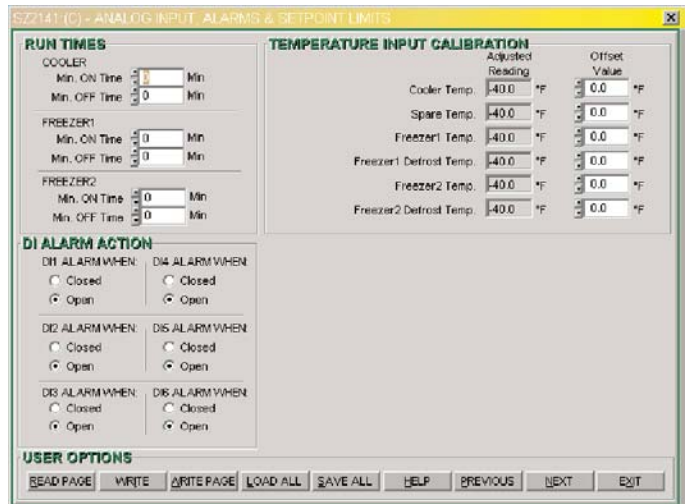 SZ2141:(C) - ANALOG INPUT, ALARMS & SETPOINT LIMITS
RUN TIMES
COOLER
Min. ON Time 0 Min
Min. OFF Time 0 Min
FREEZER1
Min. ON Time 0 Min
Min. OFF Time 0 Min
FREEZER2
Min. ON Time 0 Min
Min. OFF Time 0 Min
TEMPERATURE INPUT CALIBRATION
Adjusted Reading Offset Value
Cooler Temp. -40.0 °F 0.0 °F
Spare Temp. -40.0 °F 0.0 °F
Freezer1 Temp. -40.0 °F 0.0 °F
Freezer1 Defrost Temp. -40.0 °F 0.0 °F
Freezer2 Temp. -40.0 °F 0.0 °F
Freezer2 Defrost Temp. -40.0 °F 0.0 °F
DI ALARM ACTION
DI1 ALARM WHEN: DI4 ALARM WHEN:
Closed Closed
Open Open
DI2 ALARM WHEN: DI5 ALARM WHEN:
Closed Closed
Open Open
DI3 ALARM WHEN: DI6 ALARM WHEN:
Closed Closed
Open Open
USER OPTIONS
READ PAGE WRITE WRITE PAGE LOAD ALL SAVE ALL HELP PREVIOUS NEXT EXIT